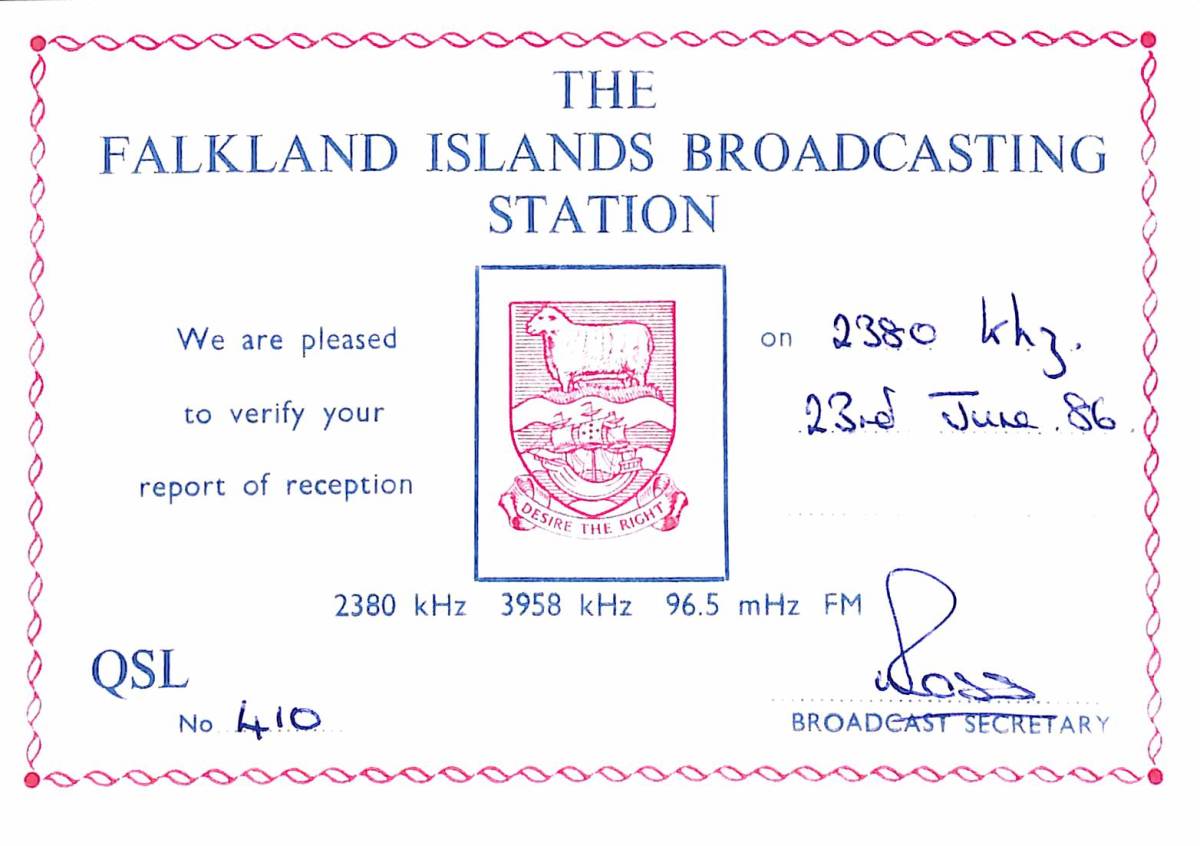 THE
FALKLAND ISLANDS BROADCASTING
STATION
We are pleased
to verify your
report of reception
DESIRE THE RIGHT
on 2380 khz.
23rd June. 86
2380 kHz 3958 kHz 96.5 mHz FM
QSL
No 410
BROADCAST SECRETARY